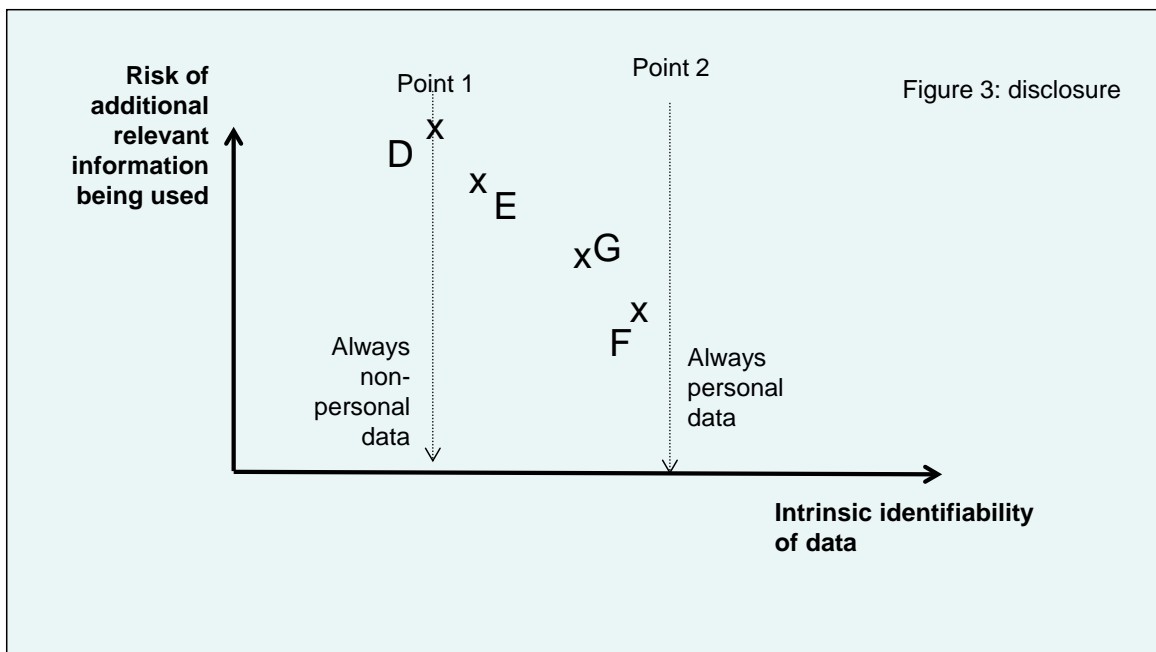 Risk of
additional
relevant
information
being used
Point 1
Point 2
Figure 3: disclosure
x
D
x
E
x G
x
F
Always
non-
personal
data
Always
personal
data
Intrinsic identifiability
of data